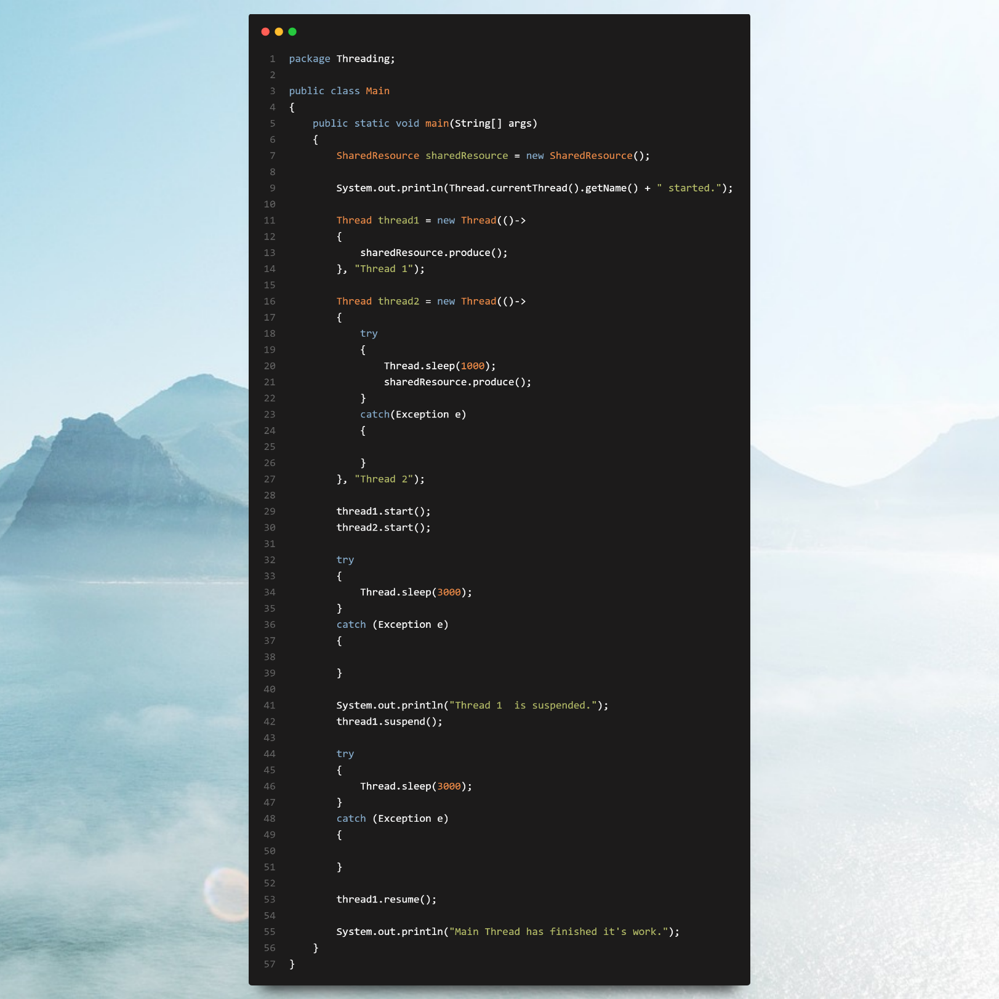 1 package Threading;
2
3 public class Main
4 {
5     public static void main(String[] args)
6     {
7         SharedResource sharedResource = new SharedResource();
8
9         System.out.println(Thread.currentThread().getName() + " started.");
10
11         Thread thread1 = new Thread(()->
12         {
13             sharedResource.produce();
14         }, "Thread 1");
15
16         Thread thread2 = new Thread(()->
17         {
18             try
19             {
20                 Thread.sleep(1000);
21                 sharedResource.produce();
22             }
23             catch(Exception e)
24             {
25
26             }
27         }, "Thread 2");
28
29         thread1.start();
30         thread2.start();
31
32         try
33         {
34             Thread.sleep(3000);
35         }
36         catch (Exception e)
37         {
38
39         }
40
41         System.out.println("Thread 1  is suspended.");
42         thread1.suspend();
43
44         try
45         {
46             Thread.sleep(3000);
47         }
48         catch (Exception e)
49         {
50
51         }
52
53         thread1.resume();
54
55         System.out.println("Main Thread has finished it's work.");
56     }
57 }